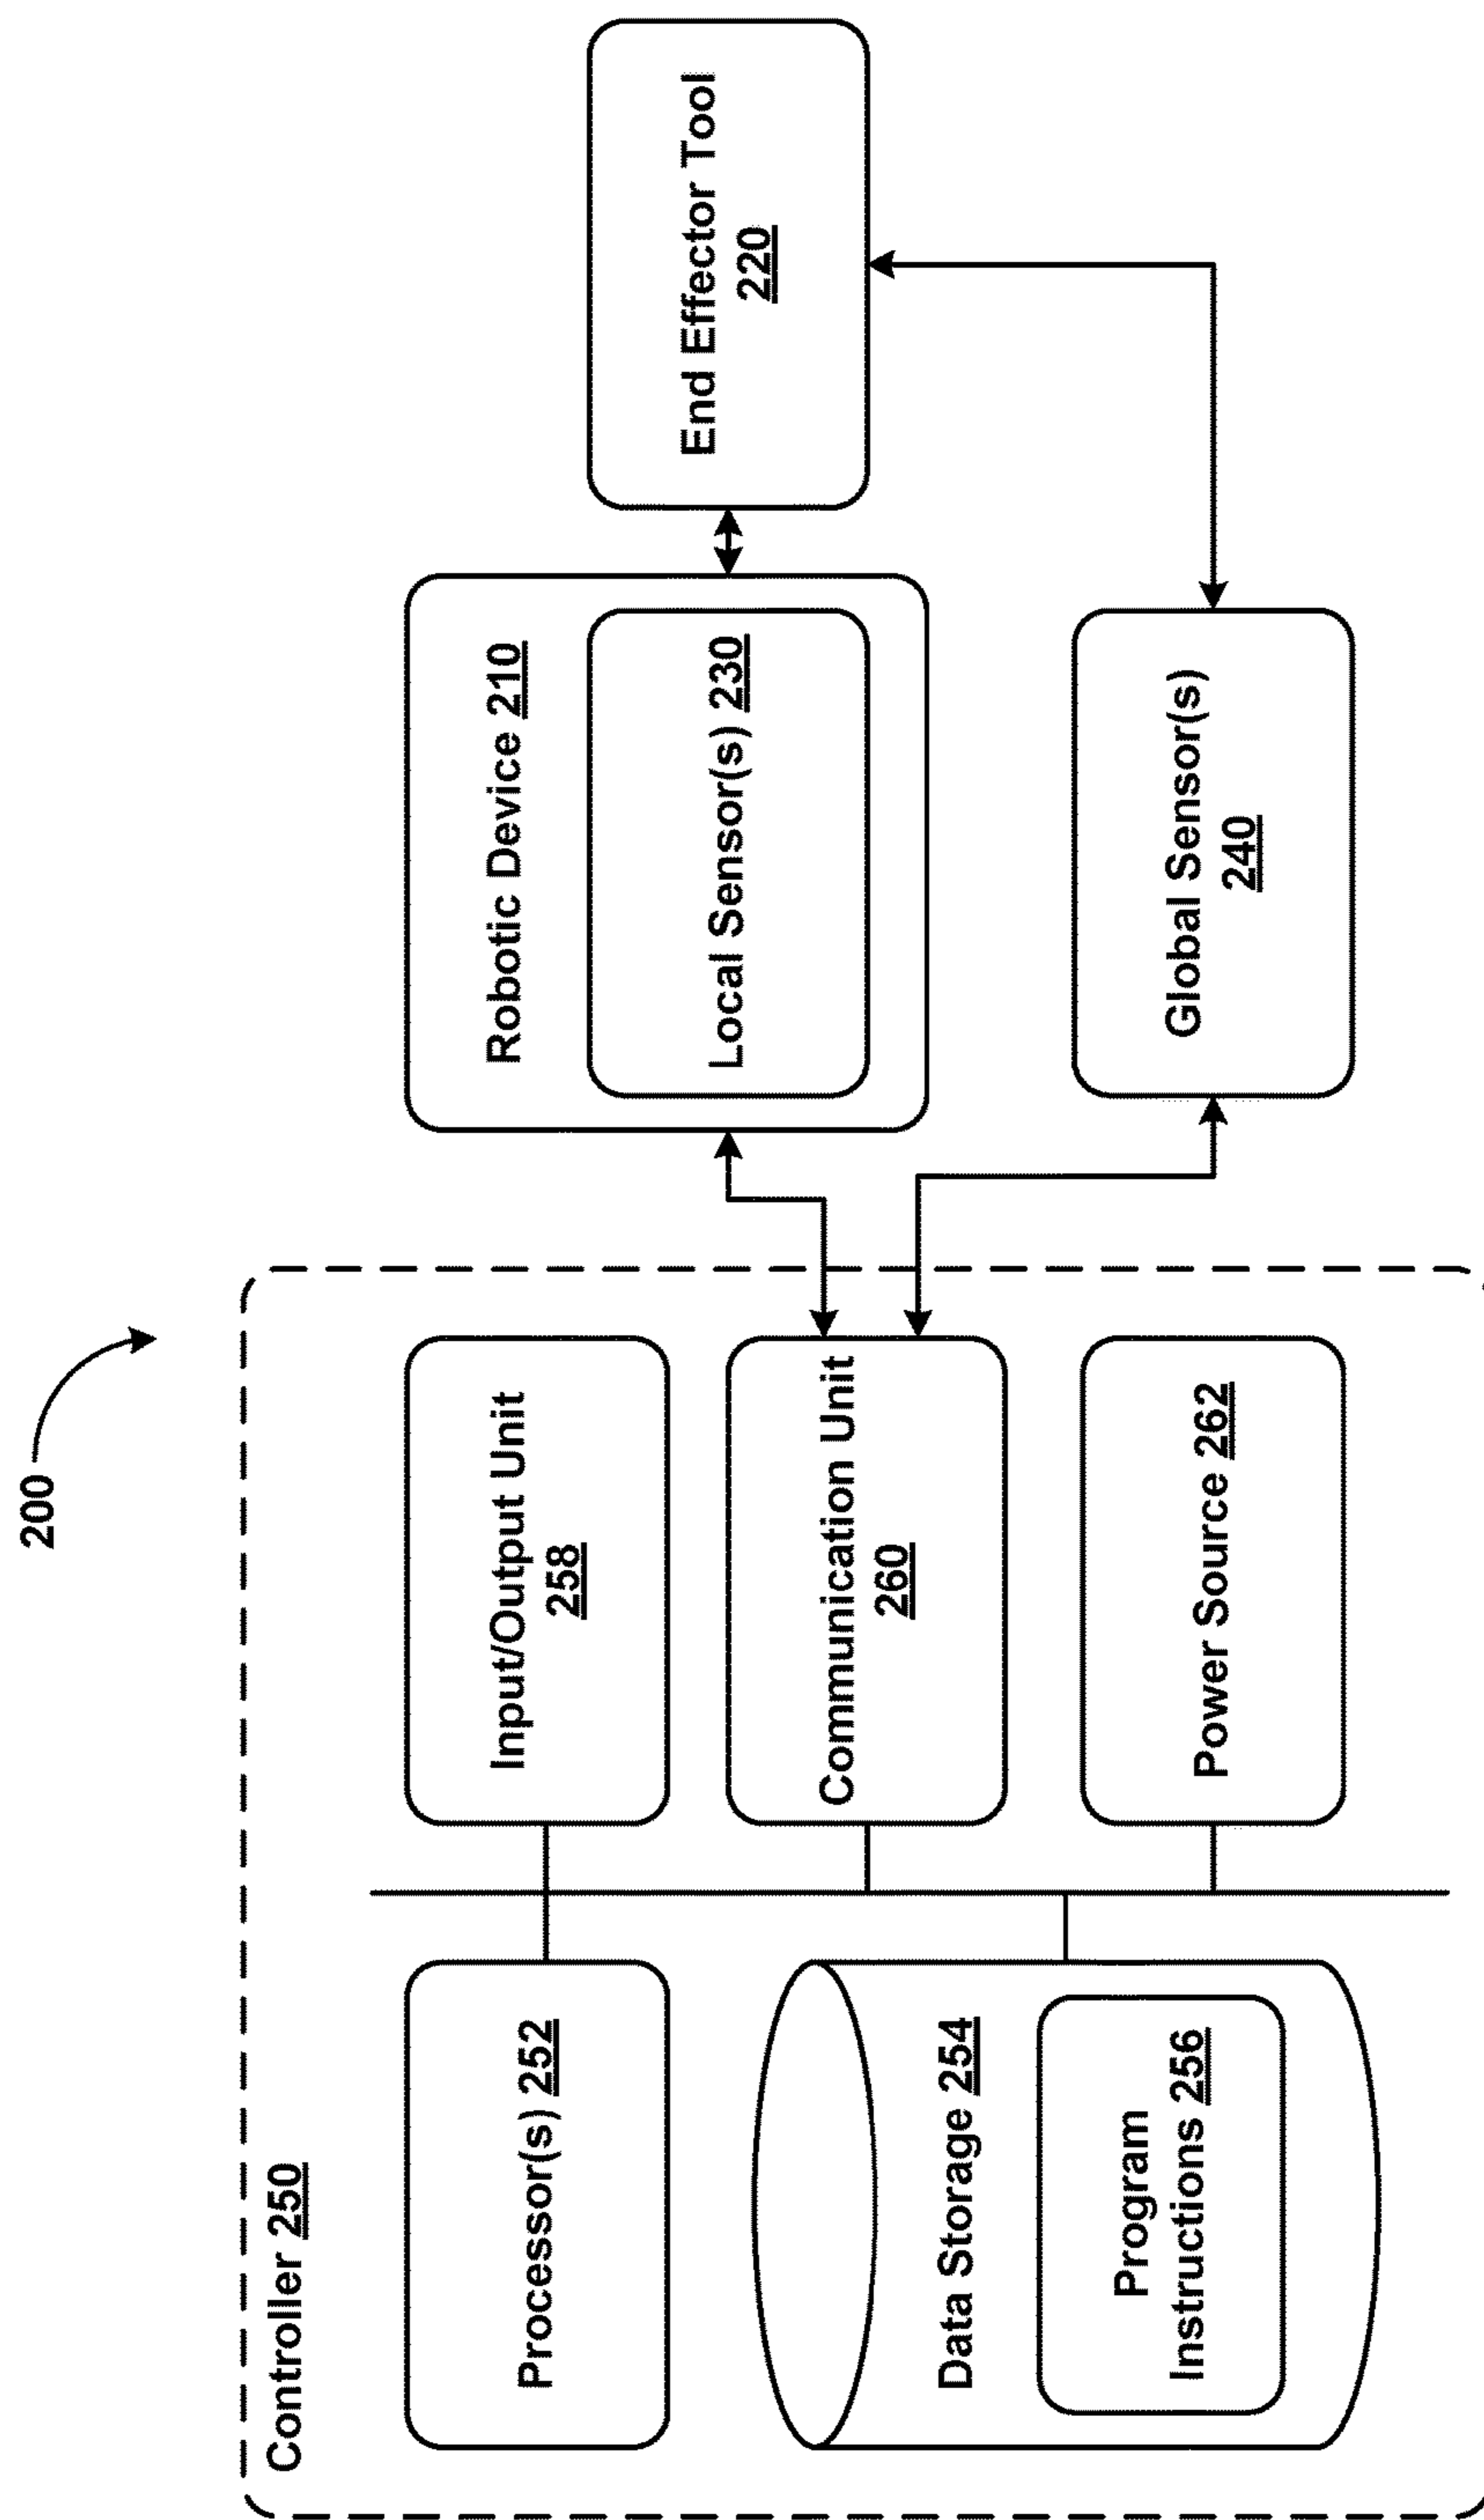 200
Controller 250
Processor(s) 252
Input/Output Unit
258
Robotic Device 210
Local Sensor(s) 230
End Effector Tool
220
Data Storage 254
Program
Instructions 256
Communication Unit
260
Power Source 262
Global Sensor(s)
240